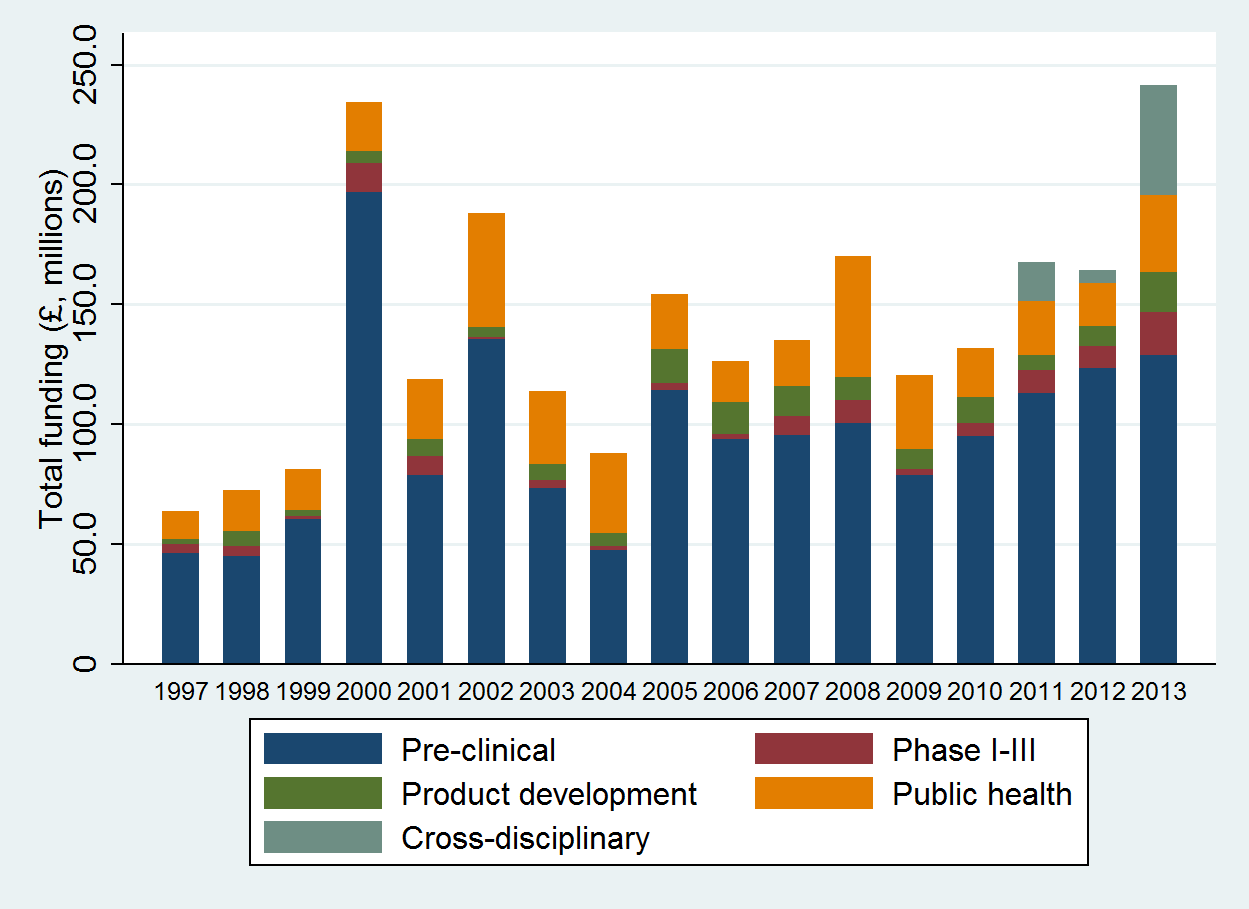 Total funding (£, millions)
250.0
200.0
150.0
100.0
50.0
0
1997 1998 1999 2000 2001 2002 2003 2004 2005 2006 2007 2008 2009 2010 2011 2012 2013
Pre-clinical Phase I-III
Product development Public health
Cross-disciplinary